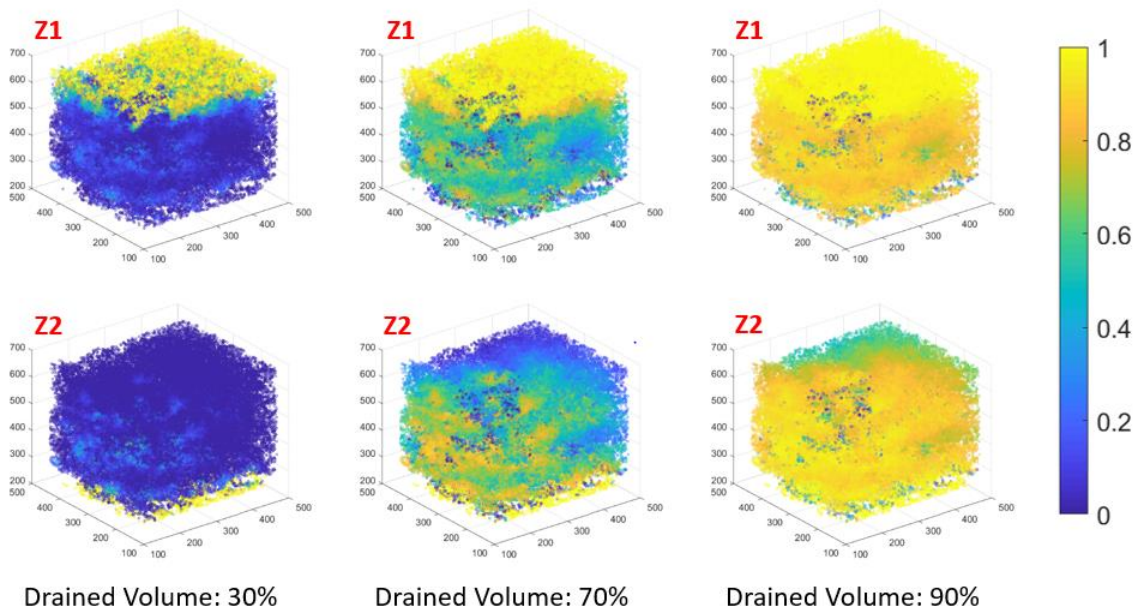 Z1 Z1 Z1
700 700 700 1
600 600 600
500 500 500
400 400 400 0.8
300 300 300
200 200 200
500 500 500 500 500 500
400 400 400 400 400 400 0.6
300 300 300 300 300 300
200 200 200 200 200 200
100 100 100 100 100 100
Z2 Z2 Z2
700 700 700 0.4
600 600 600
500 500 500
400 400 400 0.2
300 300 300
200 200 200
500 500 500 500 500 500 0
400 400 400 400 400 400
300 300 300 300 300 300
200 200 200 200 200 200
100 100 100 100 100 100
Drained Volume: 30% Drained Volume: 70% Drained Volume: 90%